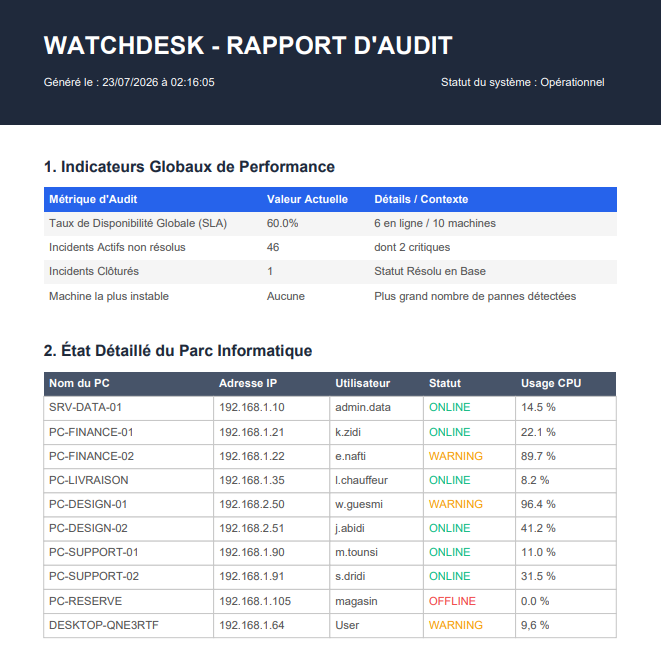 WATCHDESK - RAPPORT D'AUDIT
Généré le : 23/07/2026 à 02:16:05 Statut du système : Opérationnel
1. Indicateurs Globaux de Performance
Métrique d'Audit Valeur Actuelle Détails / Contexte
Taux de Disponibilité Globale (SLA) 60.0% 6 en ligne / 10 machines
Incidents Actifs non résolus 46 dont 2 critiques
Incidents Clôturés 1 Statut Résolu en Base
Machine la plus instable Aucune Plus grand nombre de pannes détectées
2. État Détaillé du Parc Informatique
Nom du PC Adresse IP Utilisateur Statut Usage CPU
SRV-DATA-01 192.168.1.10 admin.data ONLINE 14.5 %
PC-FINANCE-01 192.168.1.21 k.zidi ONLINE 22.1 %
PC-FINANCE-02 192.168.1.22 e.nafti WARNING 89.7 %
PC-LIVRAISON 192.168.1.35 l.chauffeur ONLINE 8.2 %
PC-DESIGN-01 192.168.2.50 w.guesmi WARNING 96.4 %
PC-DESIGN-02 192.168.2.51 j.abidi ONLINE 41.2 %
PC-SUPPORT-01 192.168.1.90 m.tounsi ONLINE 11.0 %
PC-SUPPORT-02 192.168.1.91 s.dridi ONLINE 31.5 %
PC-RESERVE 192.168.1.105 magasin OFFLINE 0.0 %
DESKTOP-QNE3RTF 192.168.1.64 User WARNING 9,6 %